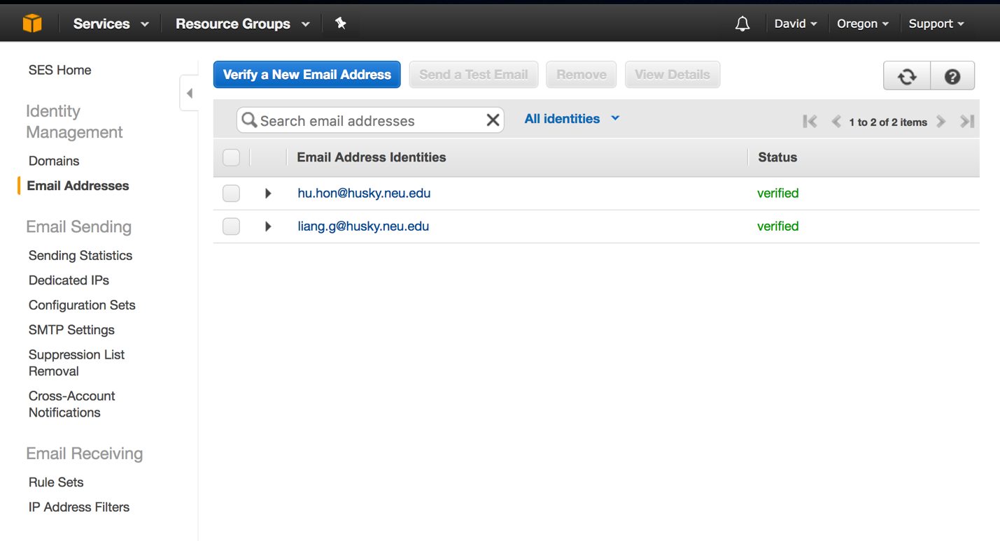 Services Resource Groups David Oregon Support
SES Home
Identity
Management
Domains
Email Addresses
Email Sending
Sending Statistics
Dedicated IPs
Configuration Sets
SMTP Settings
Suppression List
Removal
Cross-Account
Notifications
Email Receiving
Rule Sets
IP Address Filters
Verify a New Email Address Send a Test Email Remove View Details
Search email addresses All identities 1 to 2 of 2 items
Email Address Identities Status
hu.hon@husky.neu.edu verified
liang.g@husky.neu.edu verified